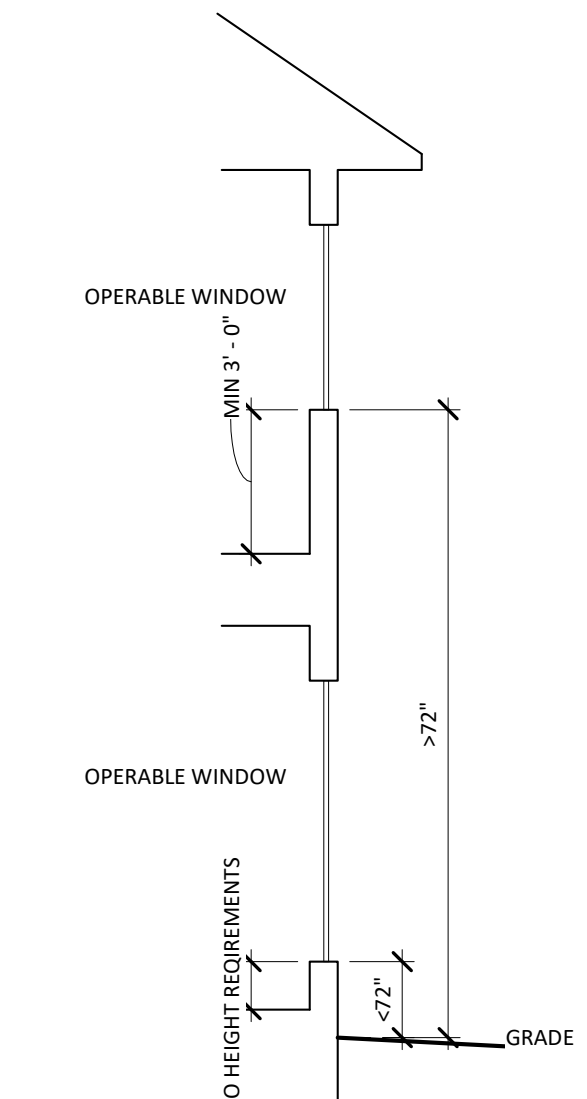 OPERABLE WINDOW
MIN 3' - 0"
>72"
OPERABLE WINDOW
O HEIGHT REQIREMENTS
<72"
GRADE